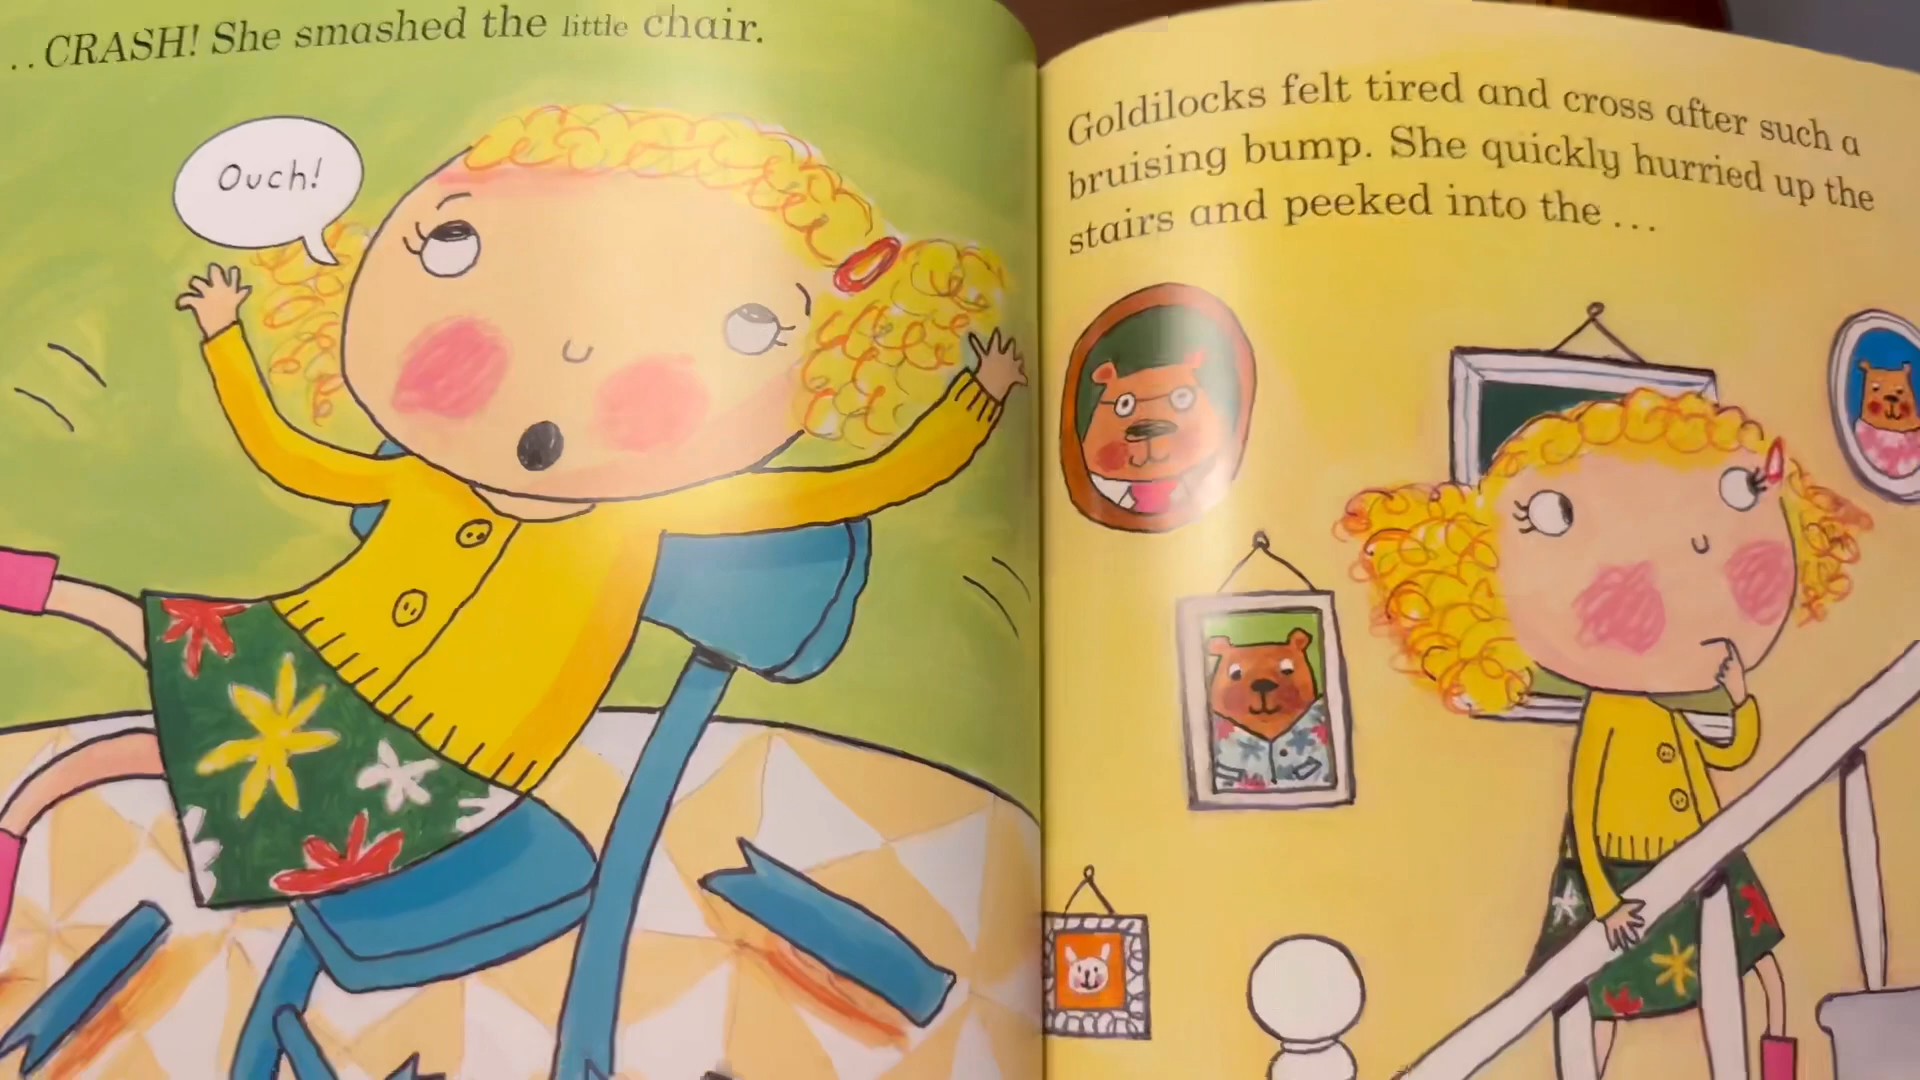 ..CRASH! She smashed the little chair.
Ouch!
Goldilocks felt tired and cross after such a
bruising bump. She quickly hurried up the
stairs and peeked into the ...